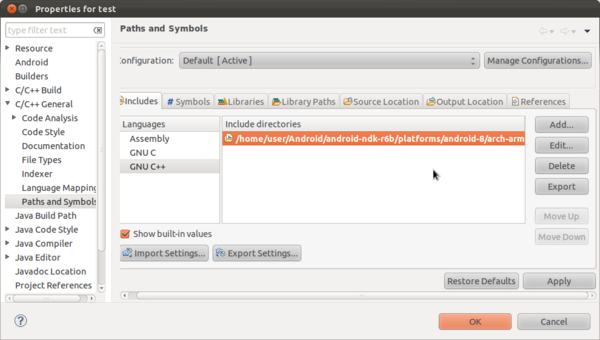 Properties for test
type filter text
Paths and Symbols
Resource
Android
Builders
C/C++ Build
C/C++ General
Code Analysis
Code Style
Documentation
File Types
Indexer
Language Mapping
Paths and Symbols
Java Build Path
Java Code Style
Java Compiler
Java Editor
Javadoc Location
Project References
onfiguration: Default [ Active ]
Manage Configurations...
Includes # Symbols Libraries Library Paths Source Location Output Location References
Languages
Assembly
GNU C
GNU C++
Include directories
/home/user/Android/android-ndk-r6b/platforms/android-8/arch-arm
Add...
Edit...
Delete
Export
Move Up
Move Down
Show built-in values
Import Settings... Export Settings...
Restore Defaults Apply
? OK Cancel